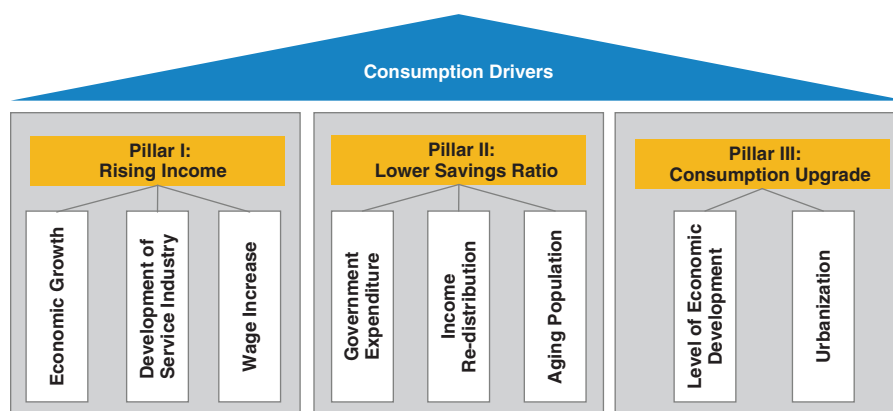 Consumption Drivers
Pillar I:
Rising Income
Economic Growth
Development of
Service Industry
Wage Increase
Pillar II:
Lower Savings Ratio
Government
Expenditure
Income
Re-distribution
Aging Population
Pillar III:
Consumption Upgrade
Level of Economic
Development
Urbanization